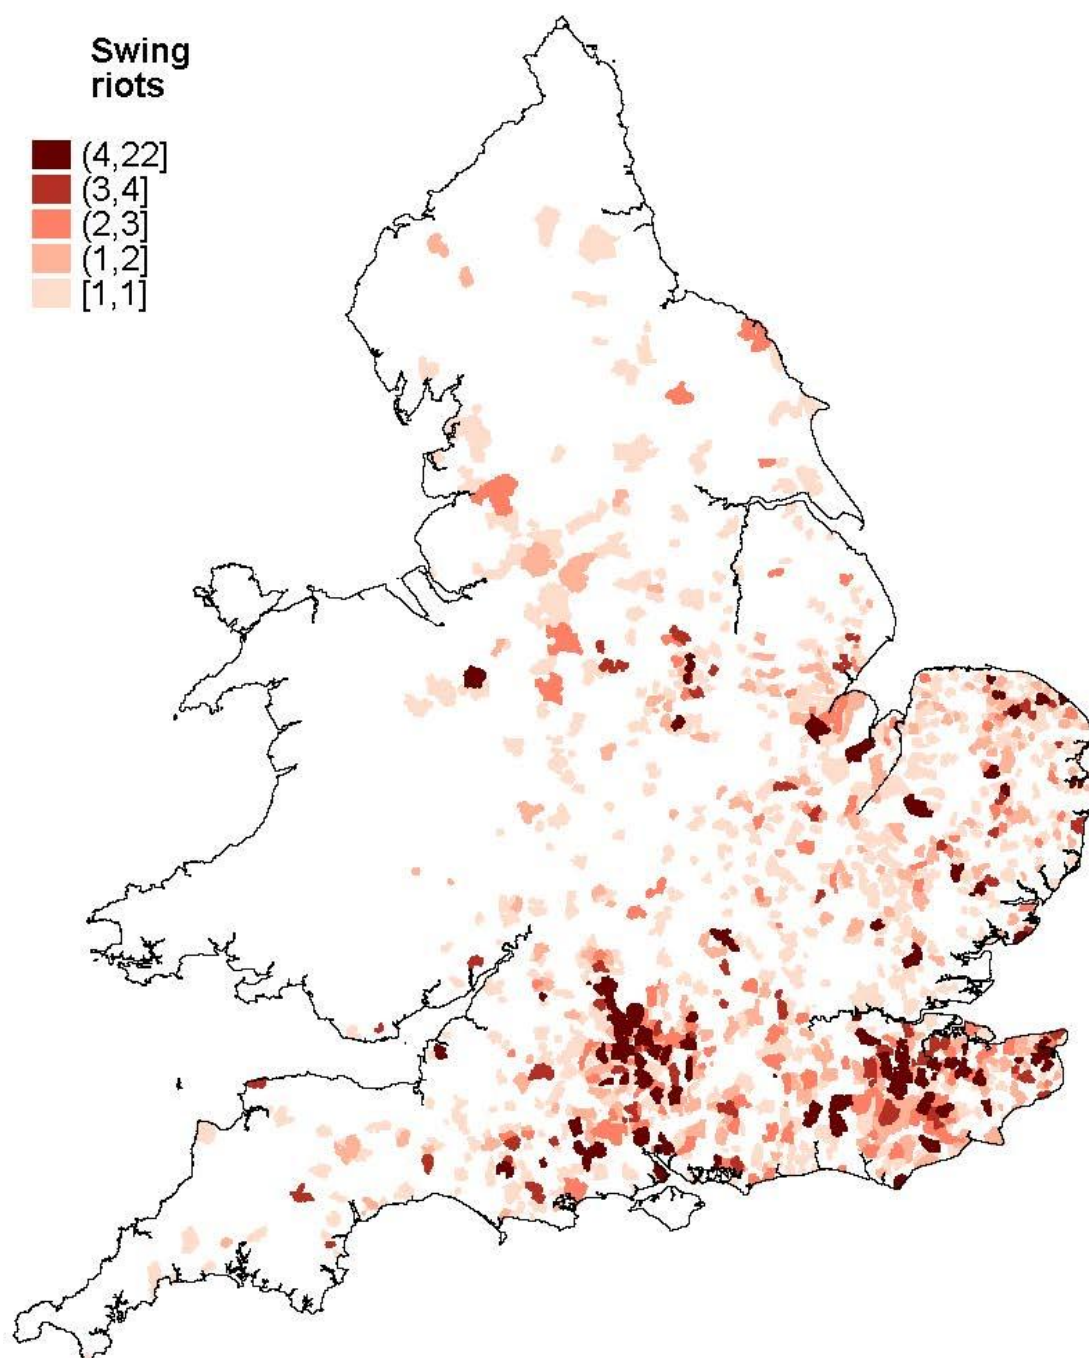 Swing
riots
(4,22]
(3,4]
(2,3]
(1,2]
[1,1]